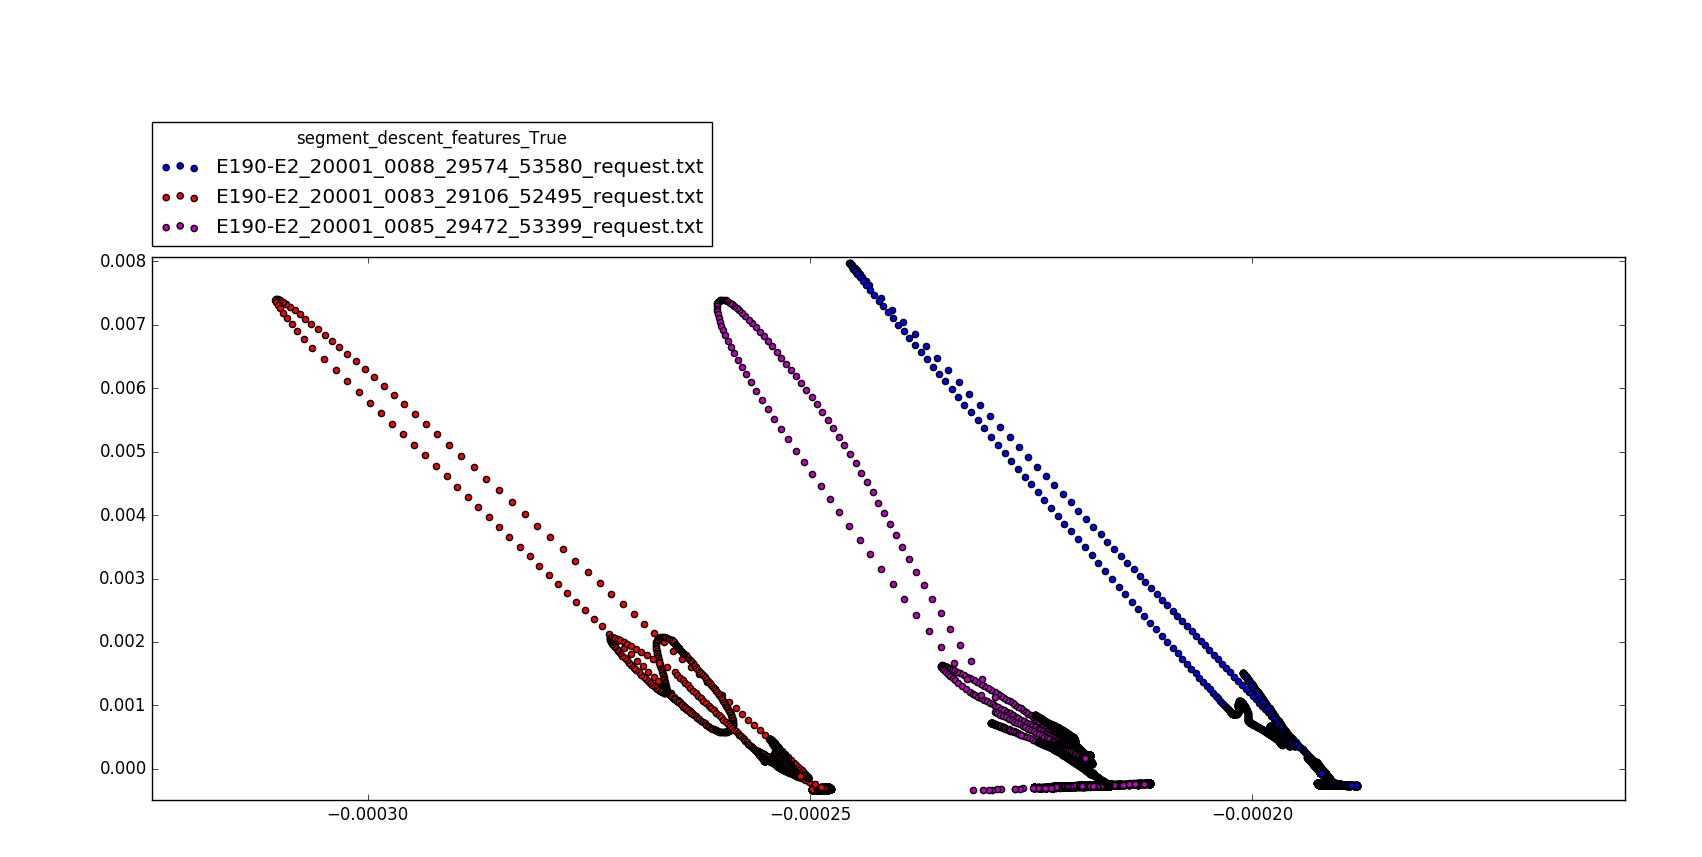 segment_descent_features_True
E190-E2_20001_0088_29574_53580_request.txt
E190-E2_20001_0083_29106_52495_request.txt
E190-E2_20001_0085_29472_53399_request.txt
0.008
0.007
0.006
0.005
0.004
0.003
0.002
0.001
0.000
−0.00030 −0.00025 −0.00020